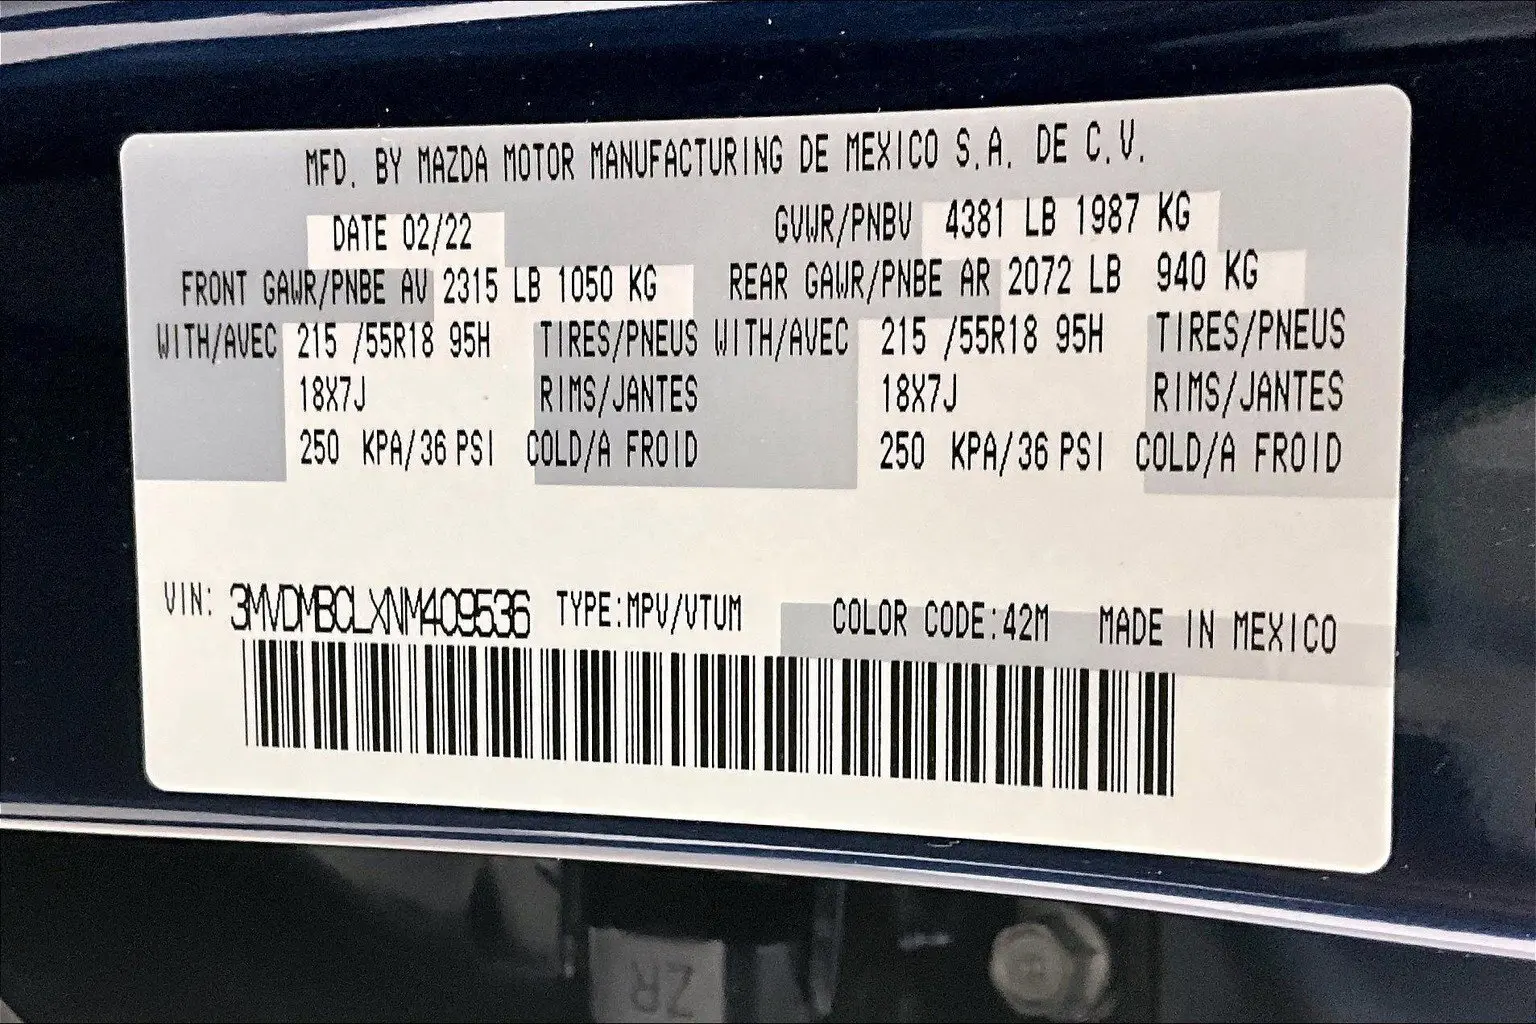 MFD. BY MAZDA MOTOR MANUFACTURING DE MEXICO S.A. DE C.V.
DATE 02/22 GVWR/PNBV 4381 LB 1987 KG
FRONT GAWR/PNBE AV 2315 LB 1050 KG REAR GAWR/PNBE AR 2072 LB 940 KG
WITH/AVEC 215 /55R18 95H TIRES/PNEUS WITH/AVEC 215 /55R18 95H TIRES/PNEUS
18X7J RIMS/JANTES 18X7J RIMS/JANTES
250 KPA/36 PSI COLD/A FROID 250 KPA/36 PSI COLD/A FROID
VIN: 3MVDMBCLXNM409536 TYPE:MPV/VTUM COLOR CODE:42M MADE IN MEXICO
ZR